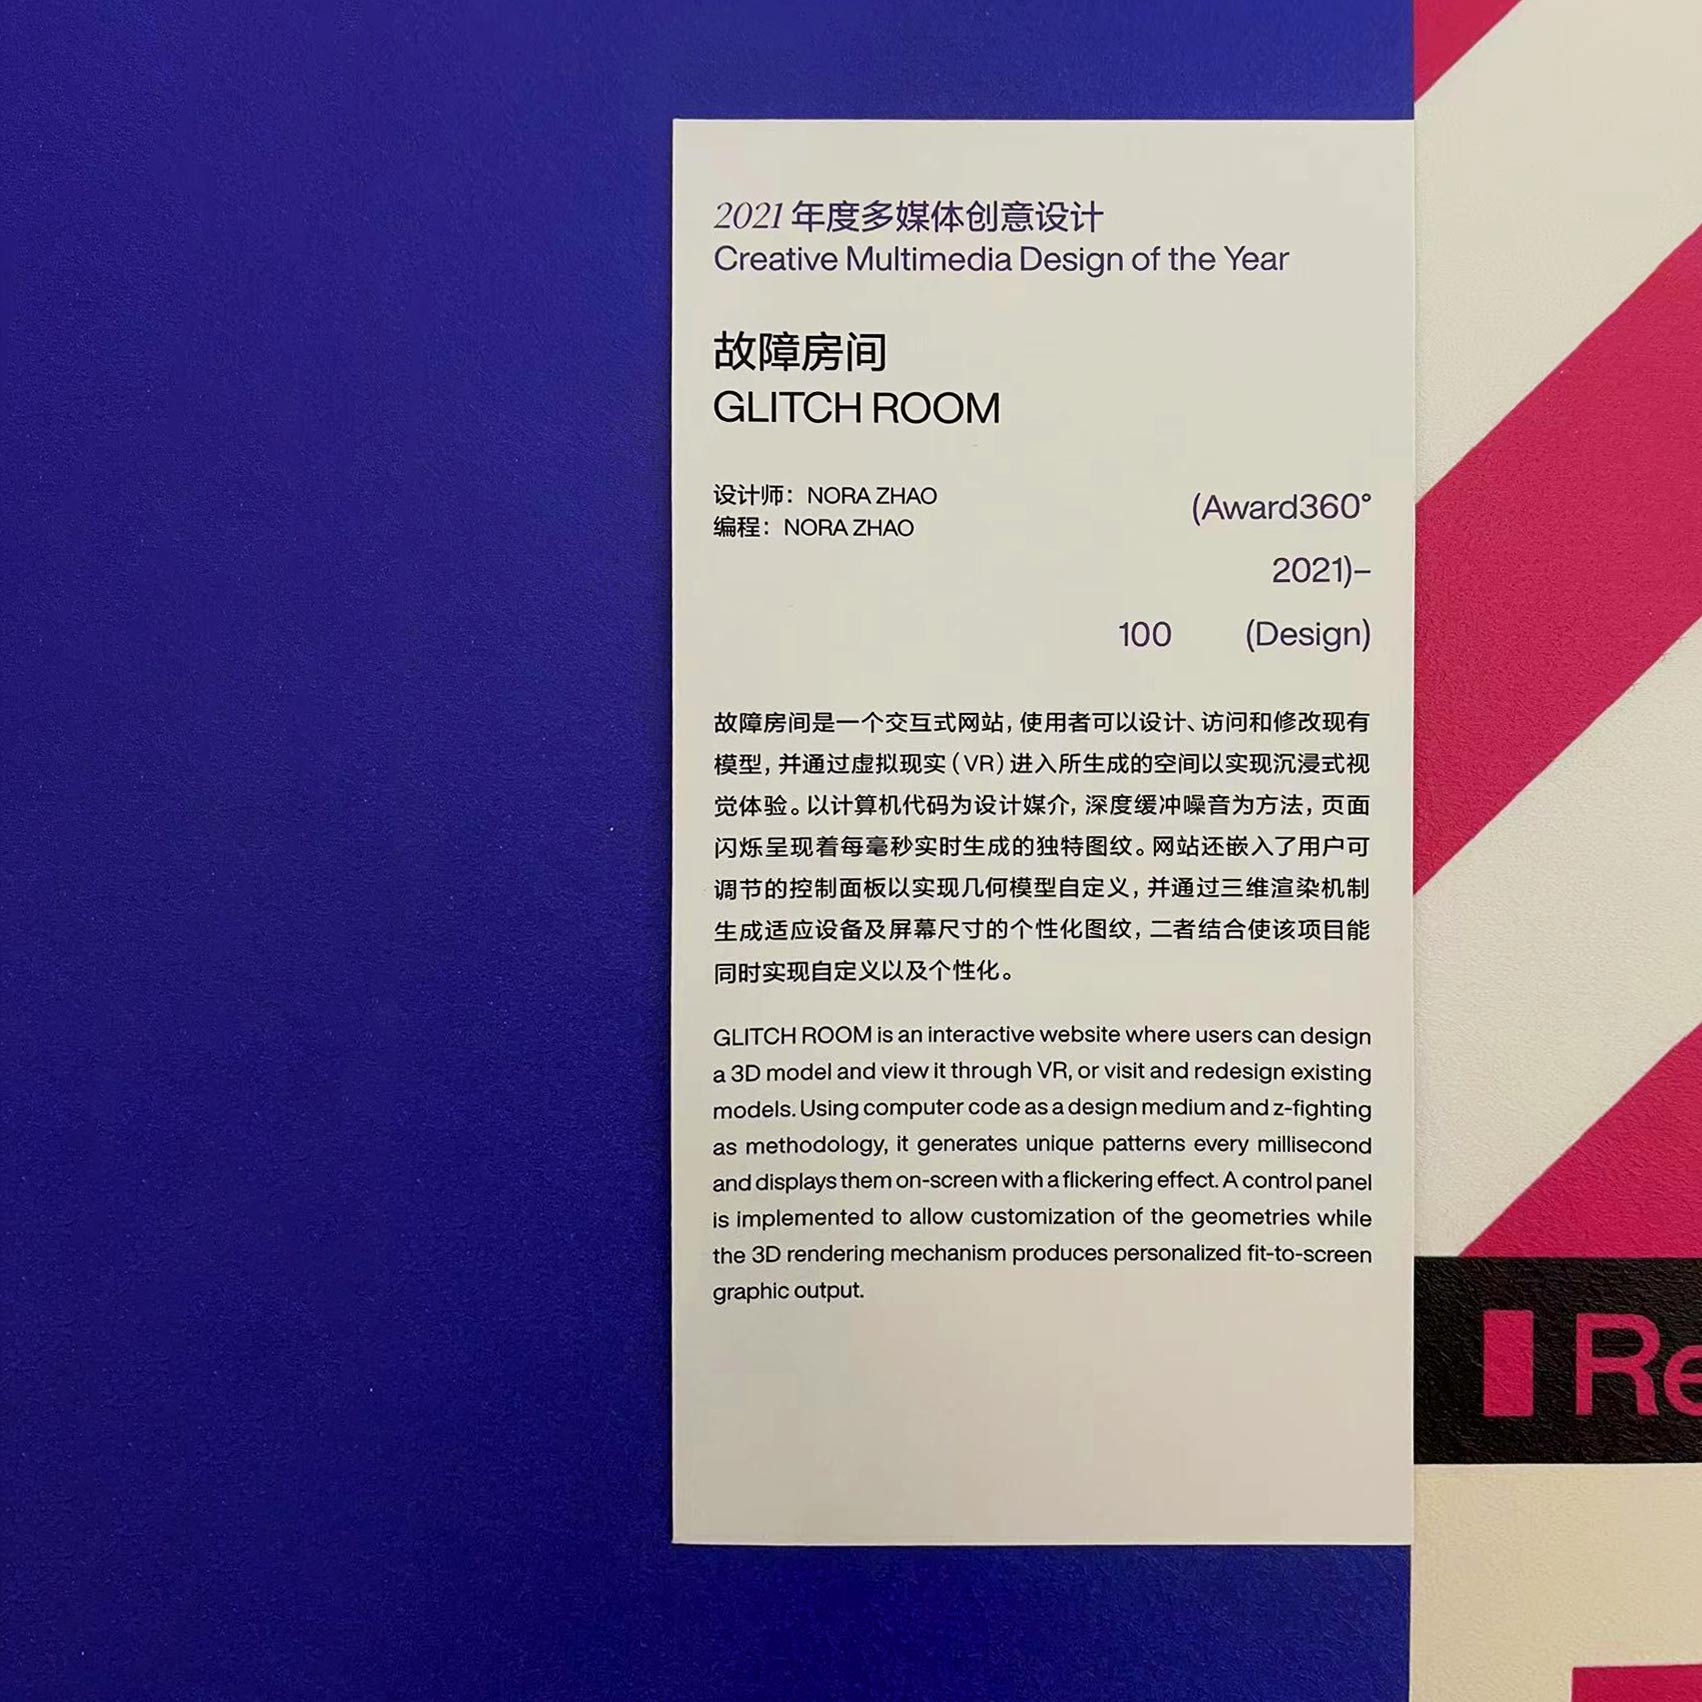 2021 年度多媒体创意设计
Creative Multimedia Design of the Year
故障房间
GLITCH ROOM
设计师：NORA ZHAO
编程：NORA ZHAO
(Award360°
2021)–
100 (Design)
故障房间是一个交互式网站，使用者可以设计、访问和修改现有
模型，并通过虚拟现实（VR）进入所生成的空间以实现沉浸式视
觉体验。以计算机代码为设计媒介，深度缓冲噪音为方法，页面
闪烁呈现着每毫秒实时生成的独特图纹。网站还嵌入了用户可
调节的控制面板以实现几何模型自定义，并通过三维渲染机制
生成适应设备及屏幕尺寸的个性化图纹，二者结合使该项目能
同时实现自定义以及个性化。
GLITCH ROOM is an interactive website where users can design
a 3D model and view it through VR, or visit and redesign existing
models. Using computer code as a design medium and z-fighting
as methodology, it generates unique patterns every millisecond
and displays them on-screen with a flickering effect. A control panel
is implemented to allow customization of the geometries while
the 3D rendering mechanism produces personalized fit-to-screen
graphic output.
Re